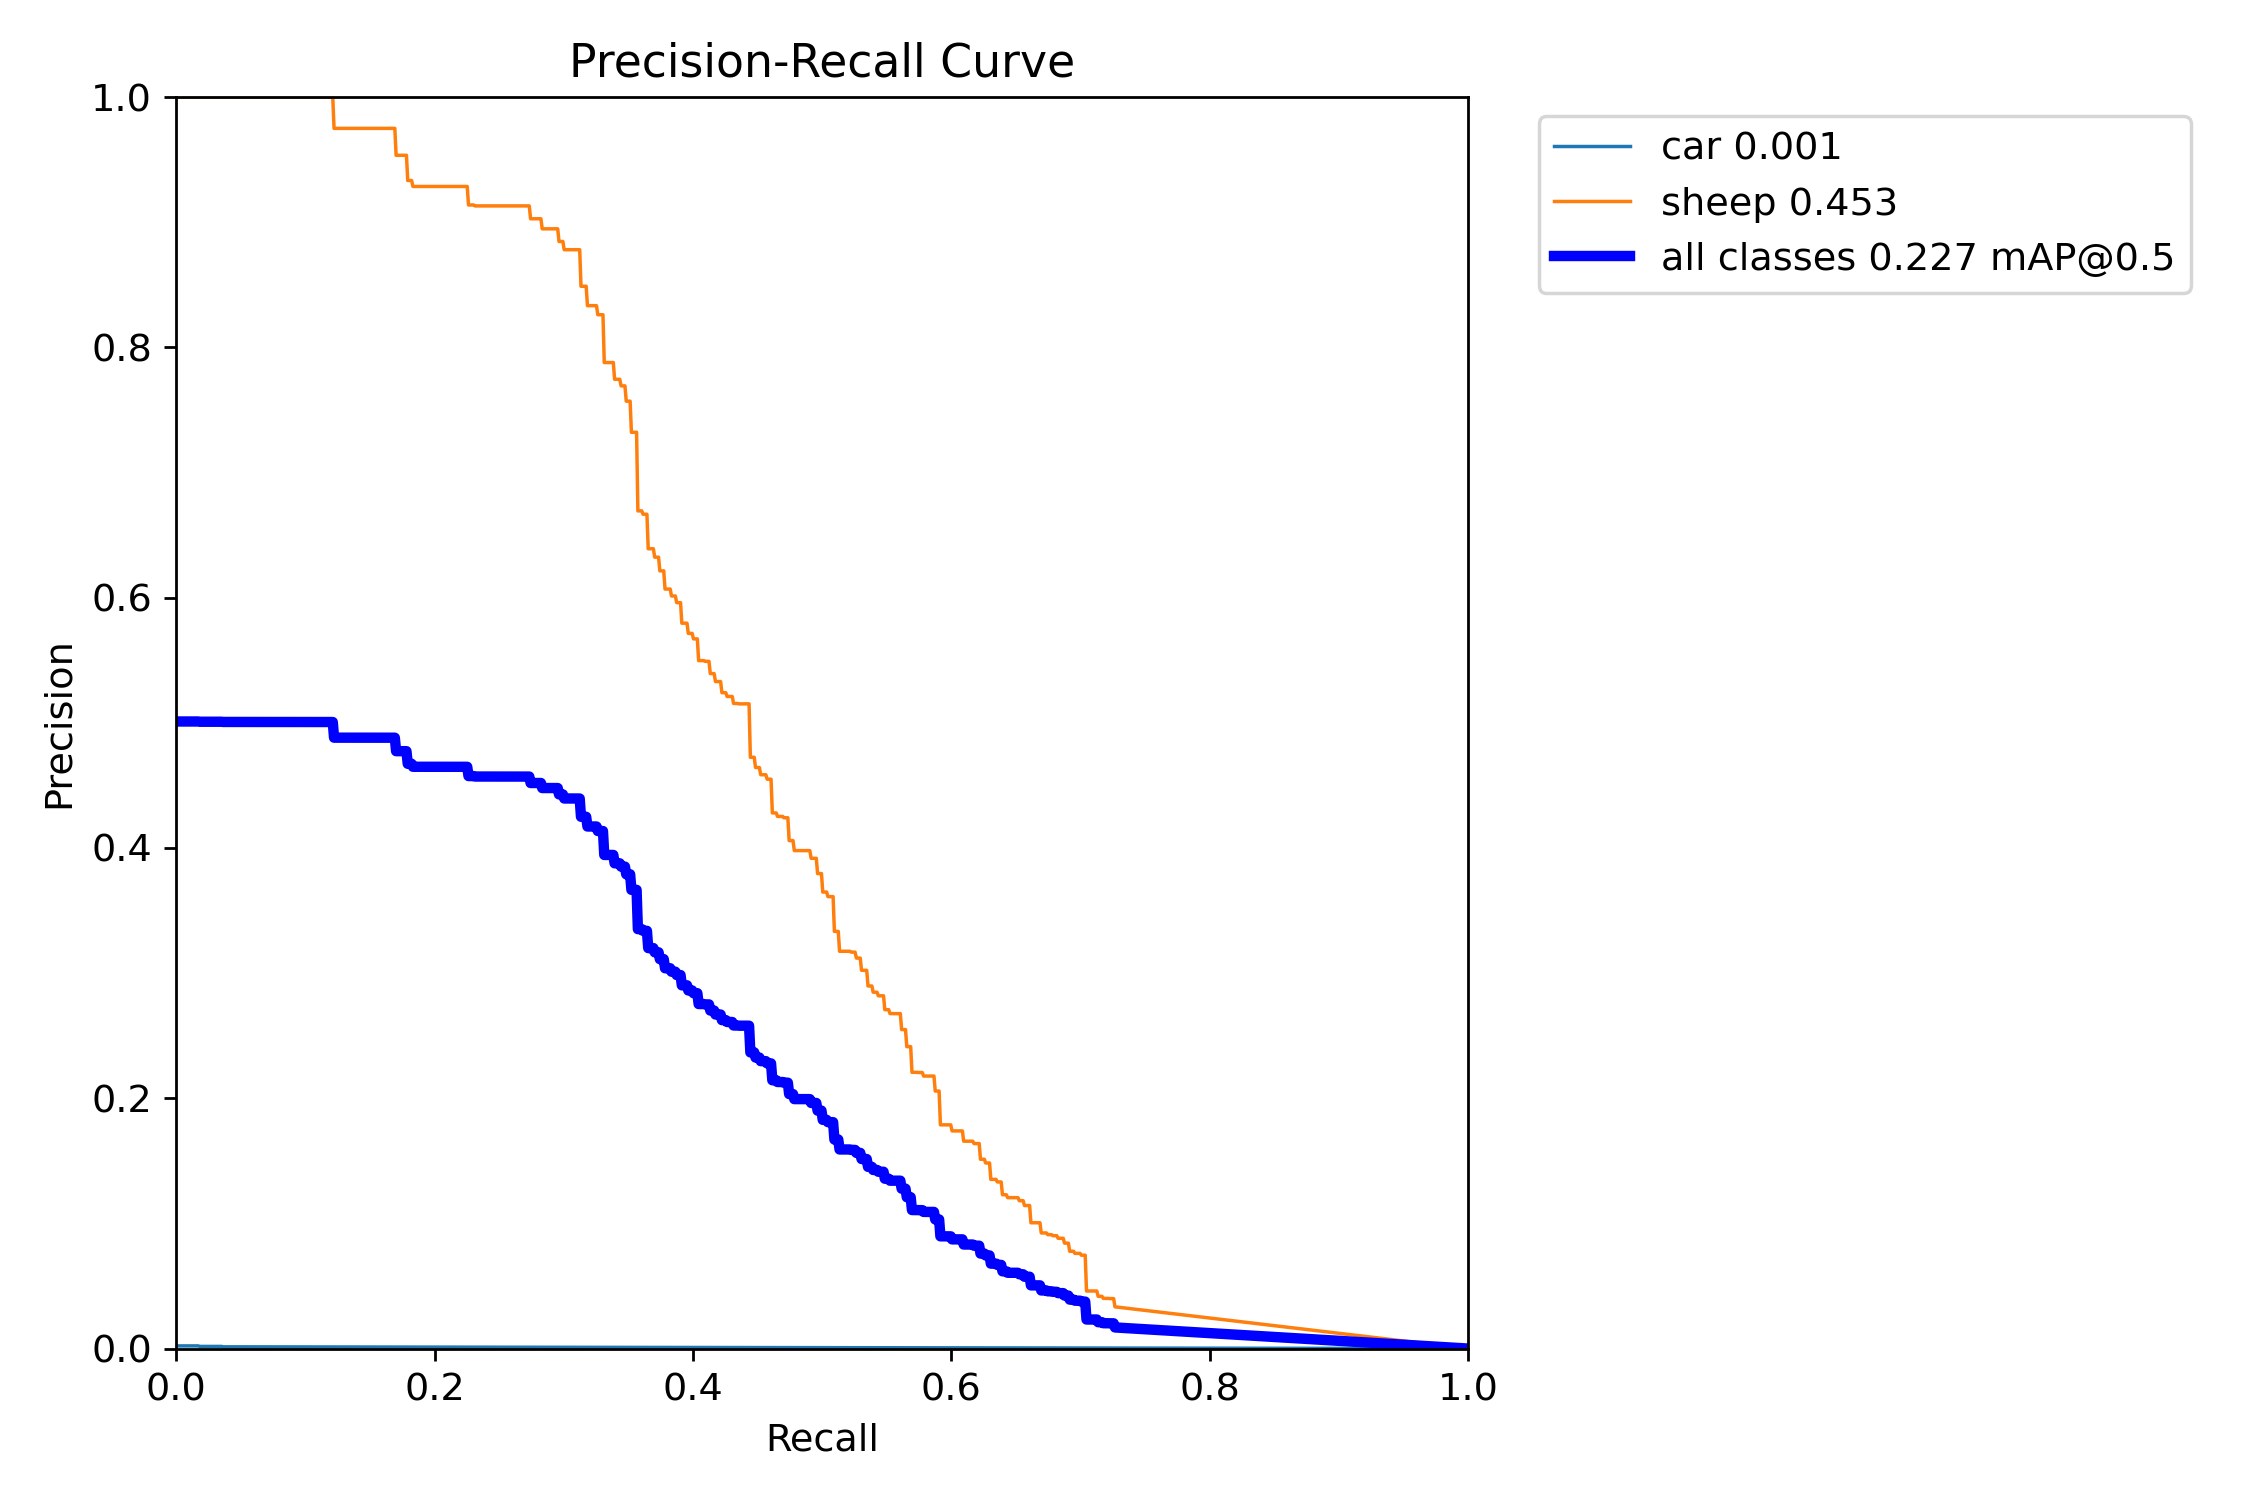 Precision-Recall Curve
1.0
0.8
0.6
0.4
0.2
0.0
Precision
0.0 0.2 0.4 0.6 0.8 1.0
Recall
car 0.001
sheep 0.453
all classes 0.227 mAP@0.5